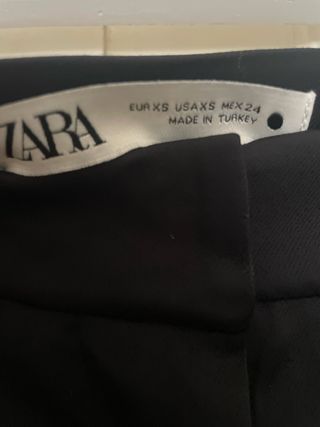 ZARA
EUR XS USA XS MEX 24
MADE IN TURKEY